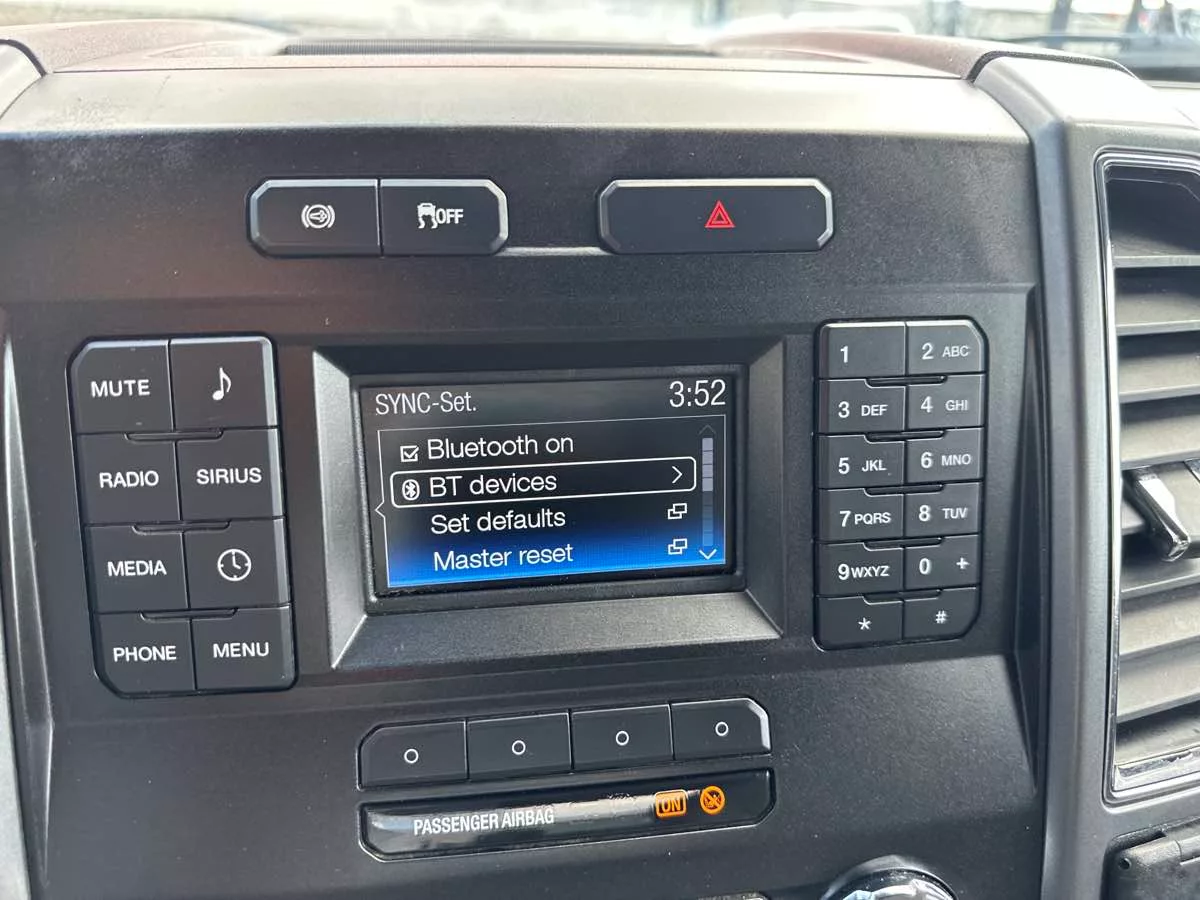 OFF
MUTE
RADIO SIRIUS
MEDIA
PHONE MENU
SYNC-Set. 3:52
Bluetooth on
BT devices
Set defaults
Master reset
1 2 ABC
3 DEF 4 GHI
5 JKL 6 MNO
7 PQRS 8 TUV
9 WXYZ 0 +
* #
PASSENGER AIRBAG ON